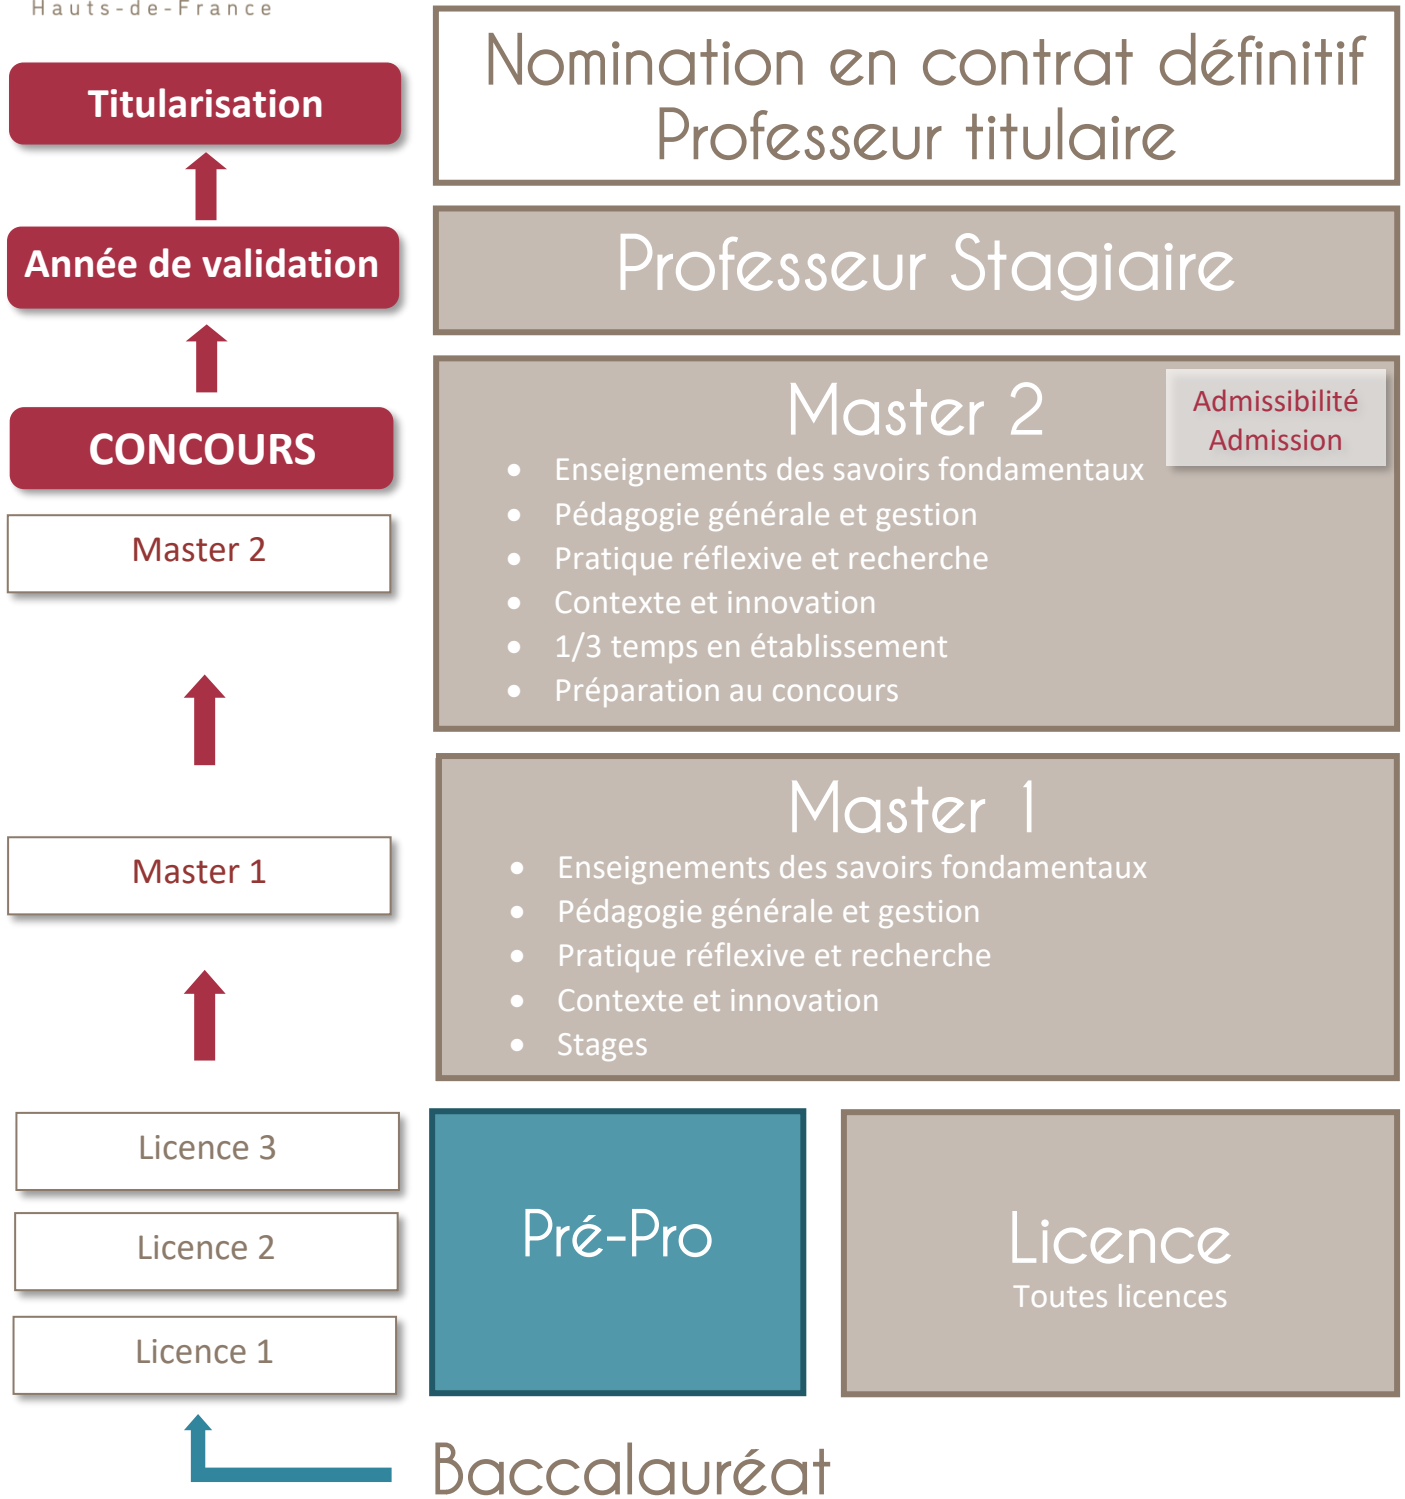 Hauts-de-France
Titularisation
Nomination en contrat définitif
Professeur titulaire
Année de validation
Professeur Stagiaire
CONCOURS
Master 2
Master 2
Admissibilité
Admission
• Enseignements des savoirs fondamentaux
• Pédagogie générale et gestion
• Pratique réflexive et recherche
• Contexte et innovation
• 1/3 temps en établissement
• Préparation au concours
Master 1
Master 1
• Enseignements des savoirs fondamentaux
• Pédagogie générale et gestion
• Pratique réflexive et recherche
• Contexte et innovation
• Stages
Licence 3
Licence 2
Licence 1
Pré-Pro
Licence
Toutes licences
Baccalauréat